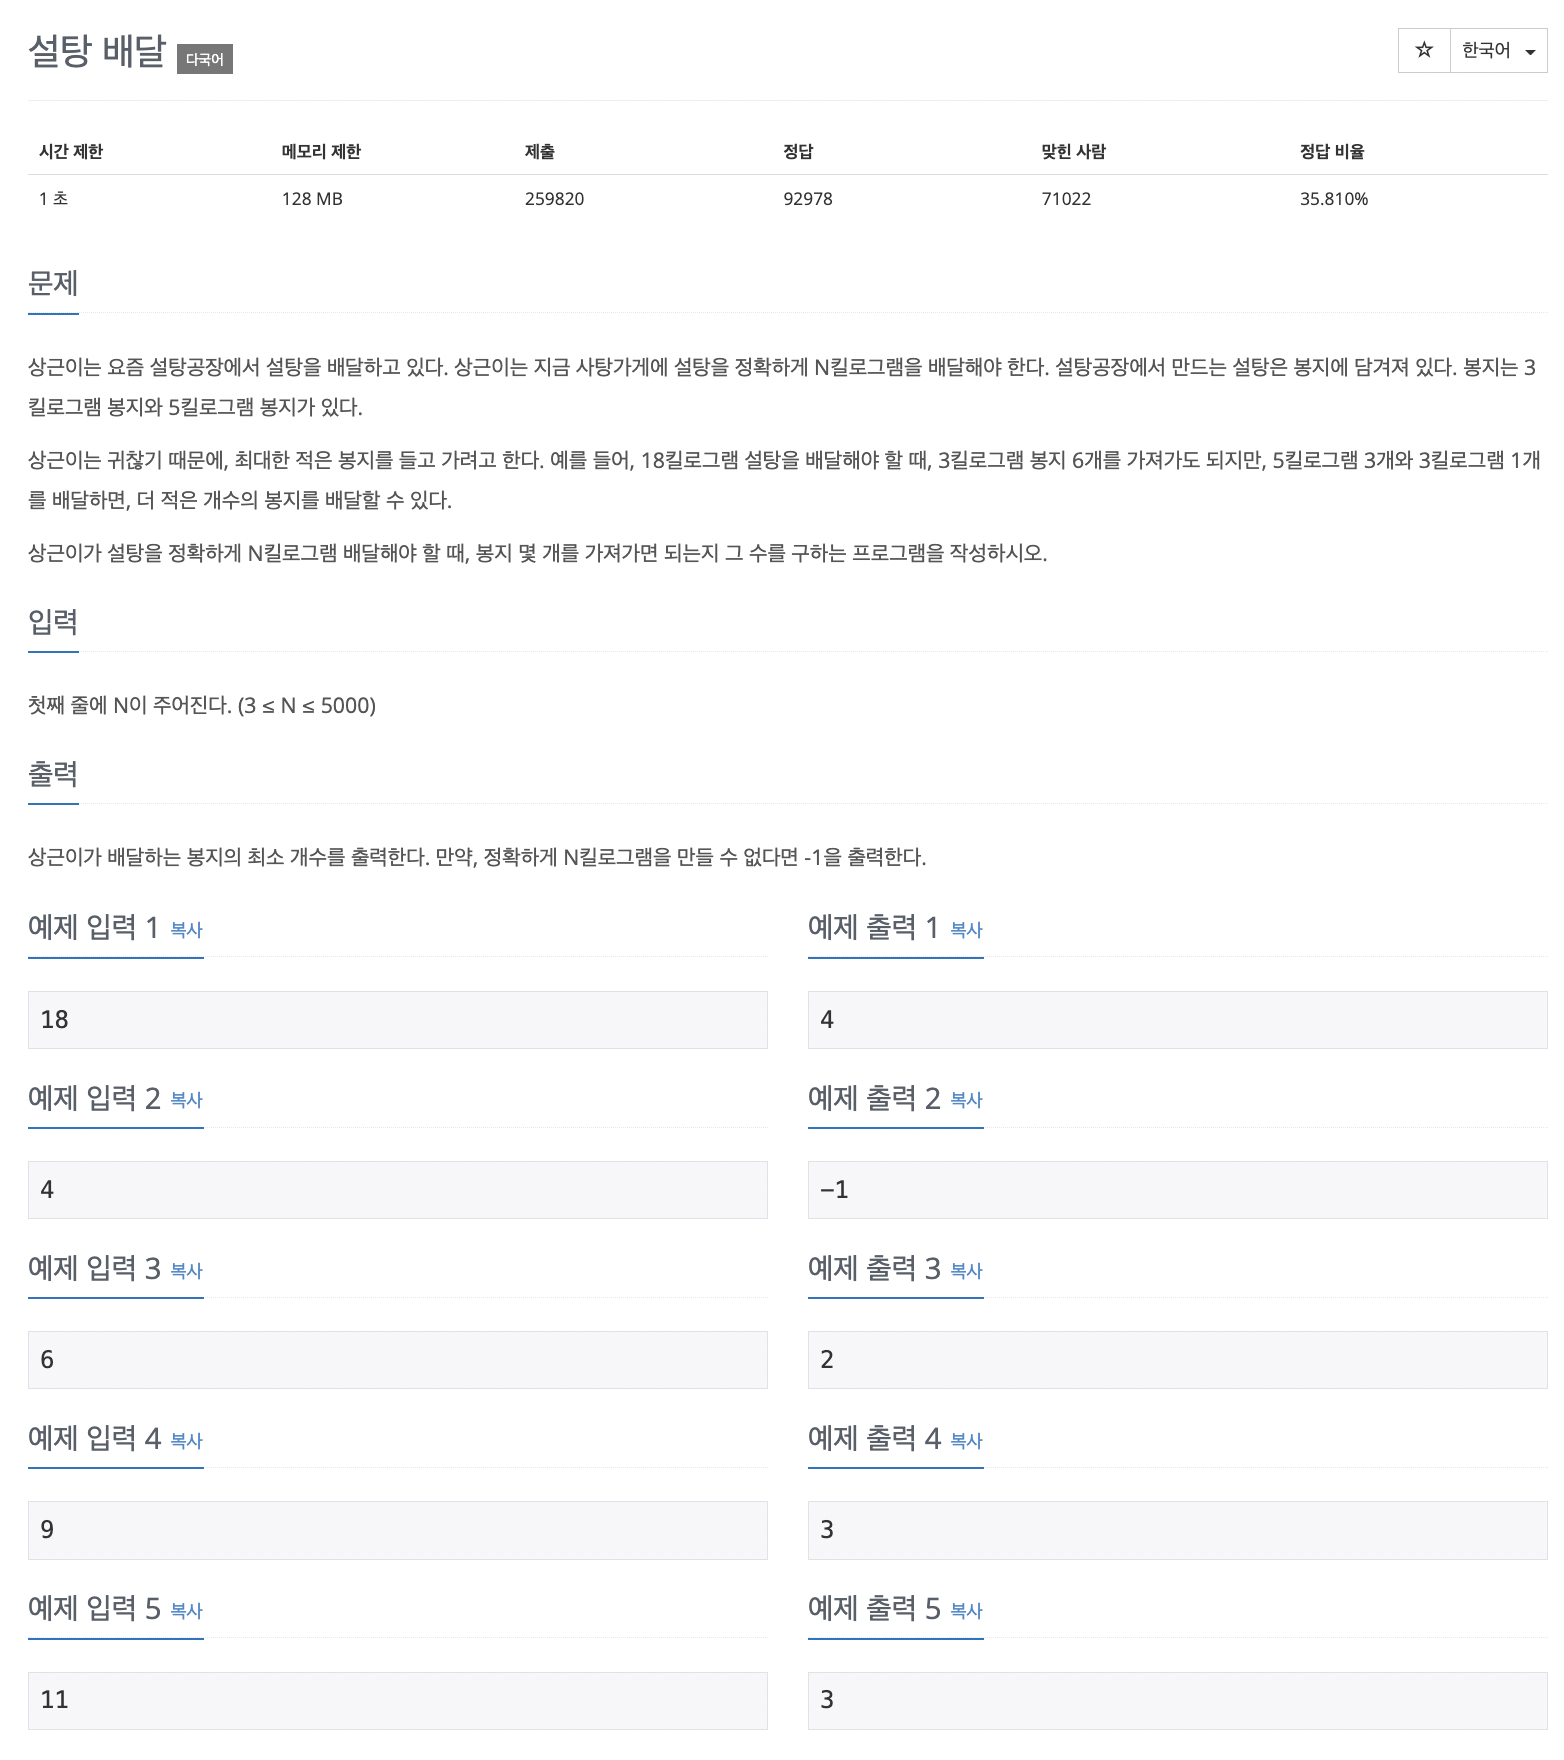 설탕 배달 다국어
☆ 한국어
시간 제한 메모리 제한 제출 정답 맞힌 사람 정답 비율
1 초 128 MB 259820 92978 71022 35.810%
문제
상근이는 요즘 설탕공장에서 설탕을 배달하고 있다. 상근이는 지금 사탕가게에 설탕을 정확하게 N킬로그램을 배달해야 한다. 설탕공장에서 만드는 설탕은 봉지에 담겨져 있다. 봉지는 3
킬로그램 봉지와 5킬로그램 봉지가 있다.
상근이는 귀찮기 때문에, 최대한 적은 봉지를 들고 가려고 한다. 예를 들어, 18킬로그램 설탕을 배달해야 할 때, 3킬로그램 봉지 6개를 가져가도 되지만, 5킬로그램 3개와 3킬로그램 1개
를 배달하면, 더 적은 개수의 봉지를 배달할 수 있다.
상근이가 설탕을 정확하게 N킬로그램 배달해야 할 때, 봉지 몇 개를 가져가면 되는지 그 수를 구하는 프로그램을 작성하시오.
입력
첫째 줄에 N이 주어진다. (3 ≤ N ≤ 5000)
출력
상근이가 배달하는 봉지의 최소 개수를 출력한다. 만약, 정확하게 N킬로그램을 만들 수 없다면 -1을 출력한다.
예제 입력 1 복사 예제 출력 1 복사
18 4
예제 입력 2 복사 예제 출력 2 복사
4 -1
예제 입력 3 복사 예제 출력 3 복사
6 2
예제 입력 4 복사 예제 출력 4 복사
9 3
예제 입력 5 복사 예제 출력 5 복사
11 3